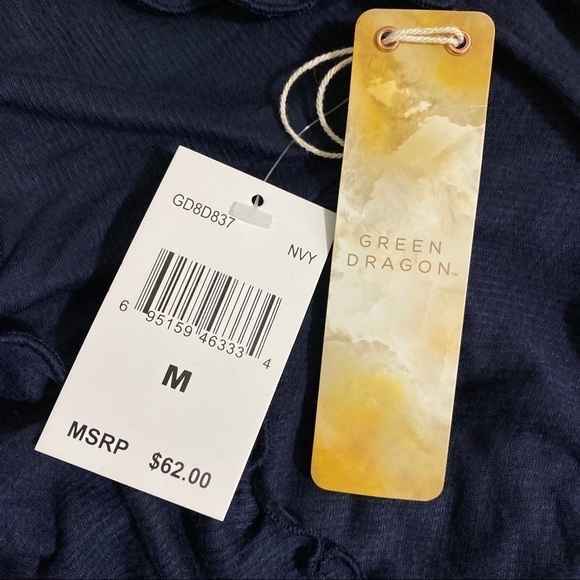 GD8D837
NVY
6 95159 46333 4
M
MSRP $62.00
GREEN
DRAGON™